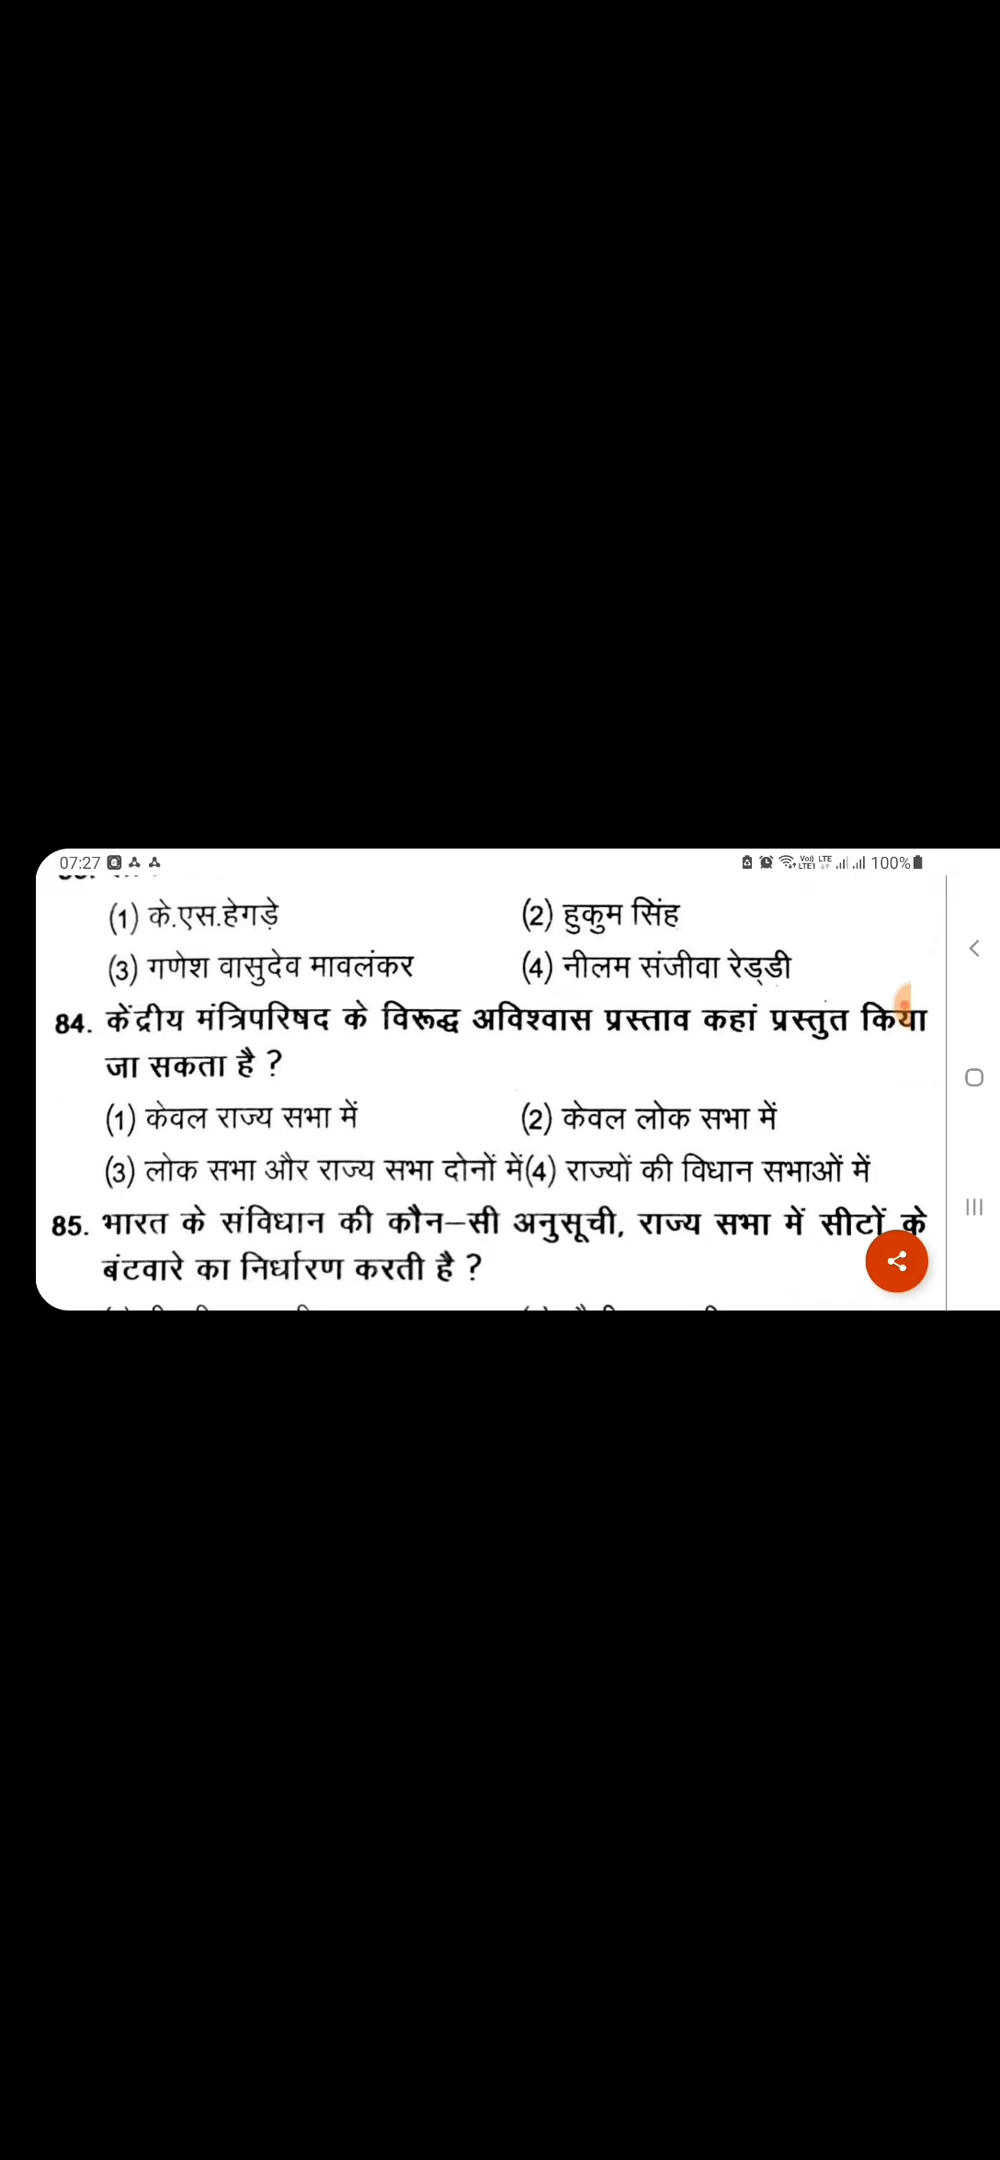 07:27 100%
(1) के.एस.हेगड़े (2) हुकुम सिंह
(3) गणेश वासुदेव मावलंकर (4) नीलम संजीवा रेड्डी
84. केंद्रीय मंत्रिपरिषद के विरूद्ध अविश्वास प्रस्ताव कहां प्रस्तुत किया
जा सकता है ?
(1) केवल राज्य सभा में (2) केवल लोक सभा में
(3) लोक सभा और राज्य सभा दोनों में(4) राज्यों की विधान सभाओं में
85. भारत के संविधान की कौन–सी अनुसूची, राज्य सभा में सीटों के
बंटवारे का निर्धारण करती है ?